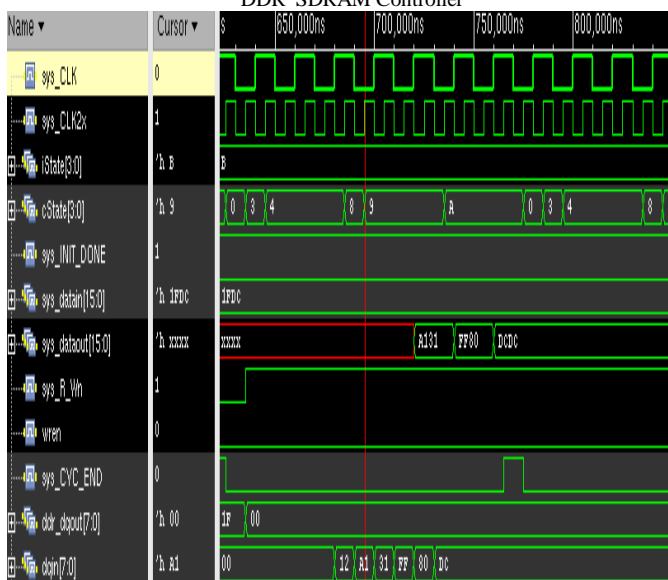 DDR SDRAM Controller
Name ▾ Cursor ▾ s 650,000ns 700,000ns 750,000ns 800,000ns
sys_CLK 0
sys_CLK2x 1
iState[3:0] 'h B B
cState[3:0] 'h 9 0 3 4 8 9 A 0 3 4 8
sys_INIT_DONE 1
sys_datain[15:0] 'h 1FDC 1FDC
sys_dataout[15:0] 'h xxxx xxxx A131 FF80 DCDC
sys_R_Wn 1
wren 0
sys_CYC_END 0
ddr_dqout[7:0] 'h 00 1F 00
dqin[7:0] 'h A1 00 12 A1 31 FF 80 DC